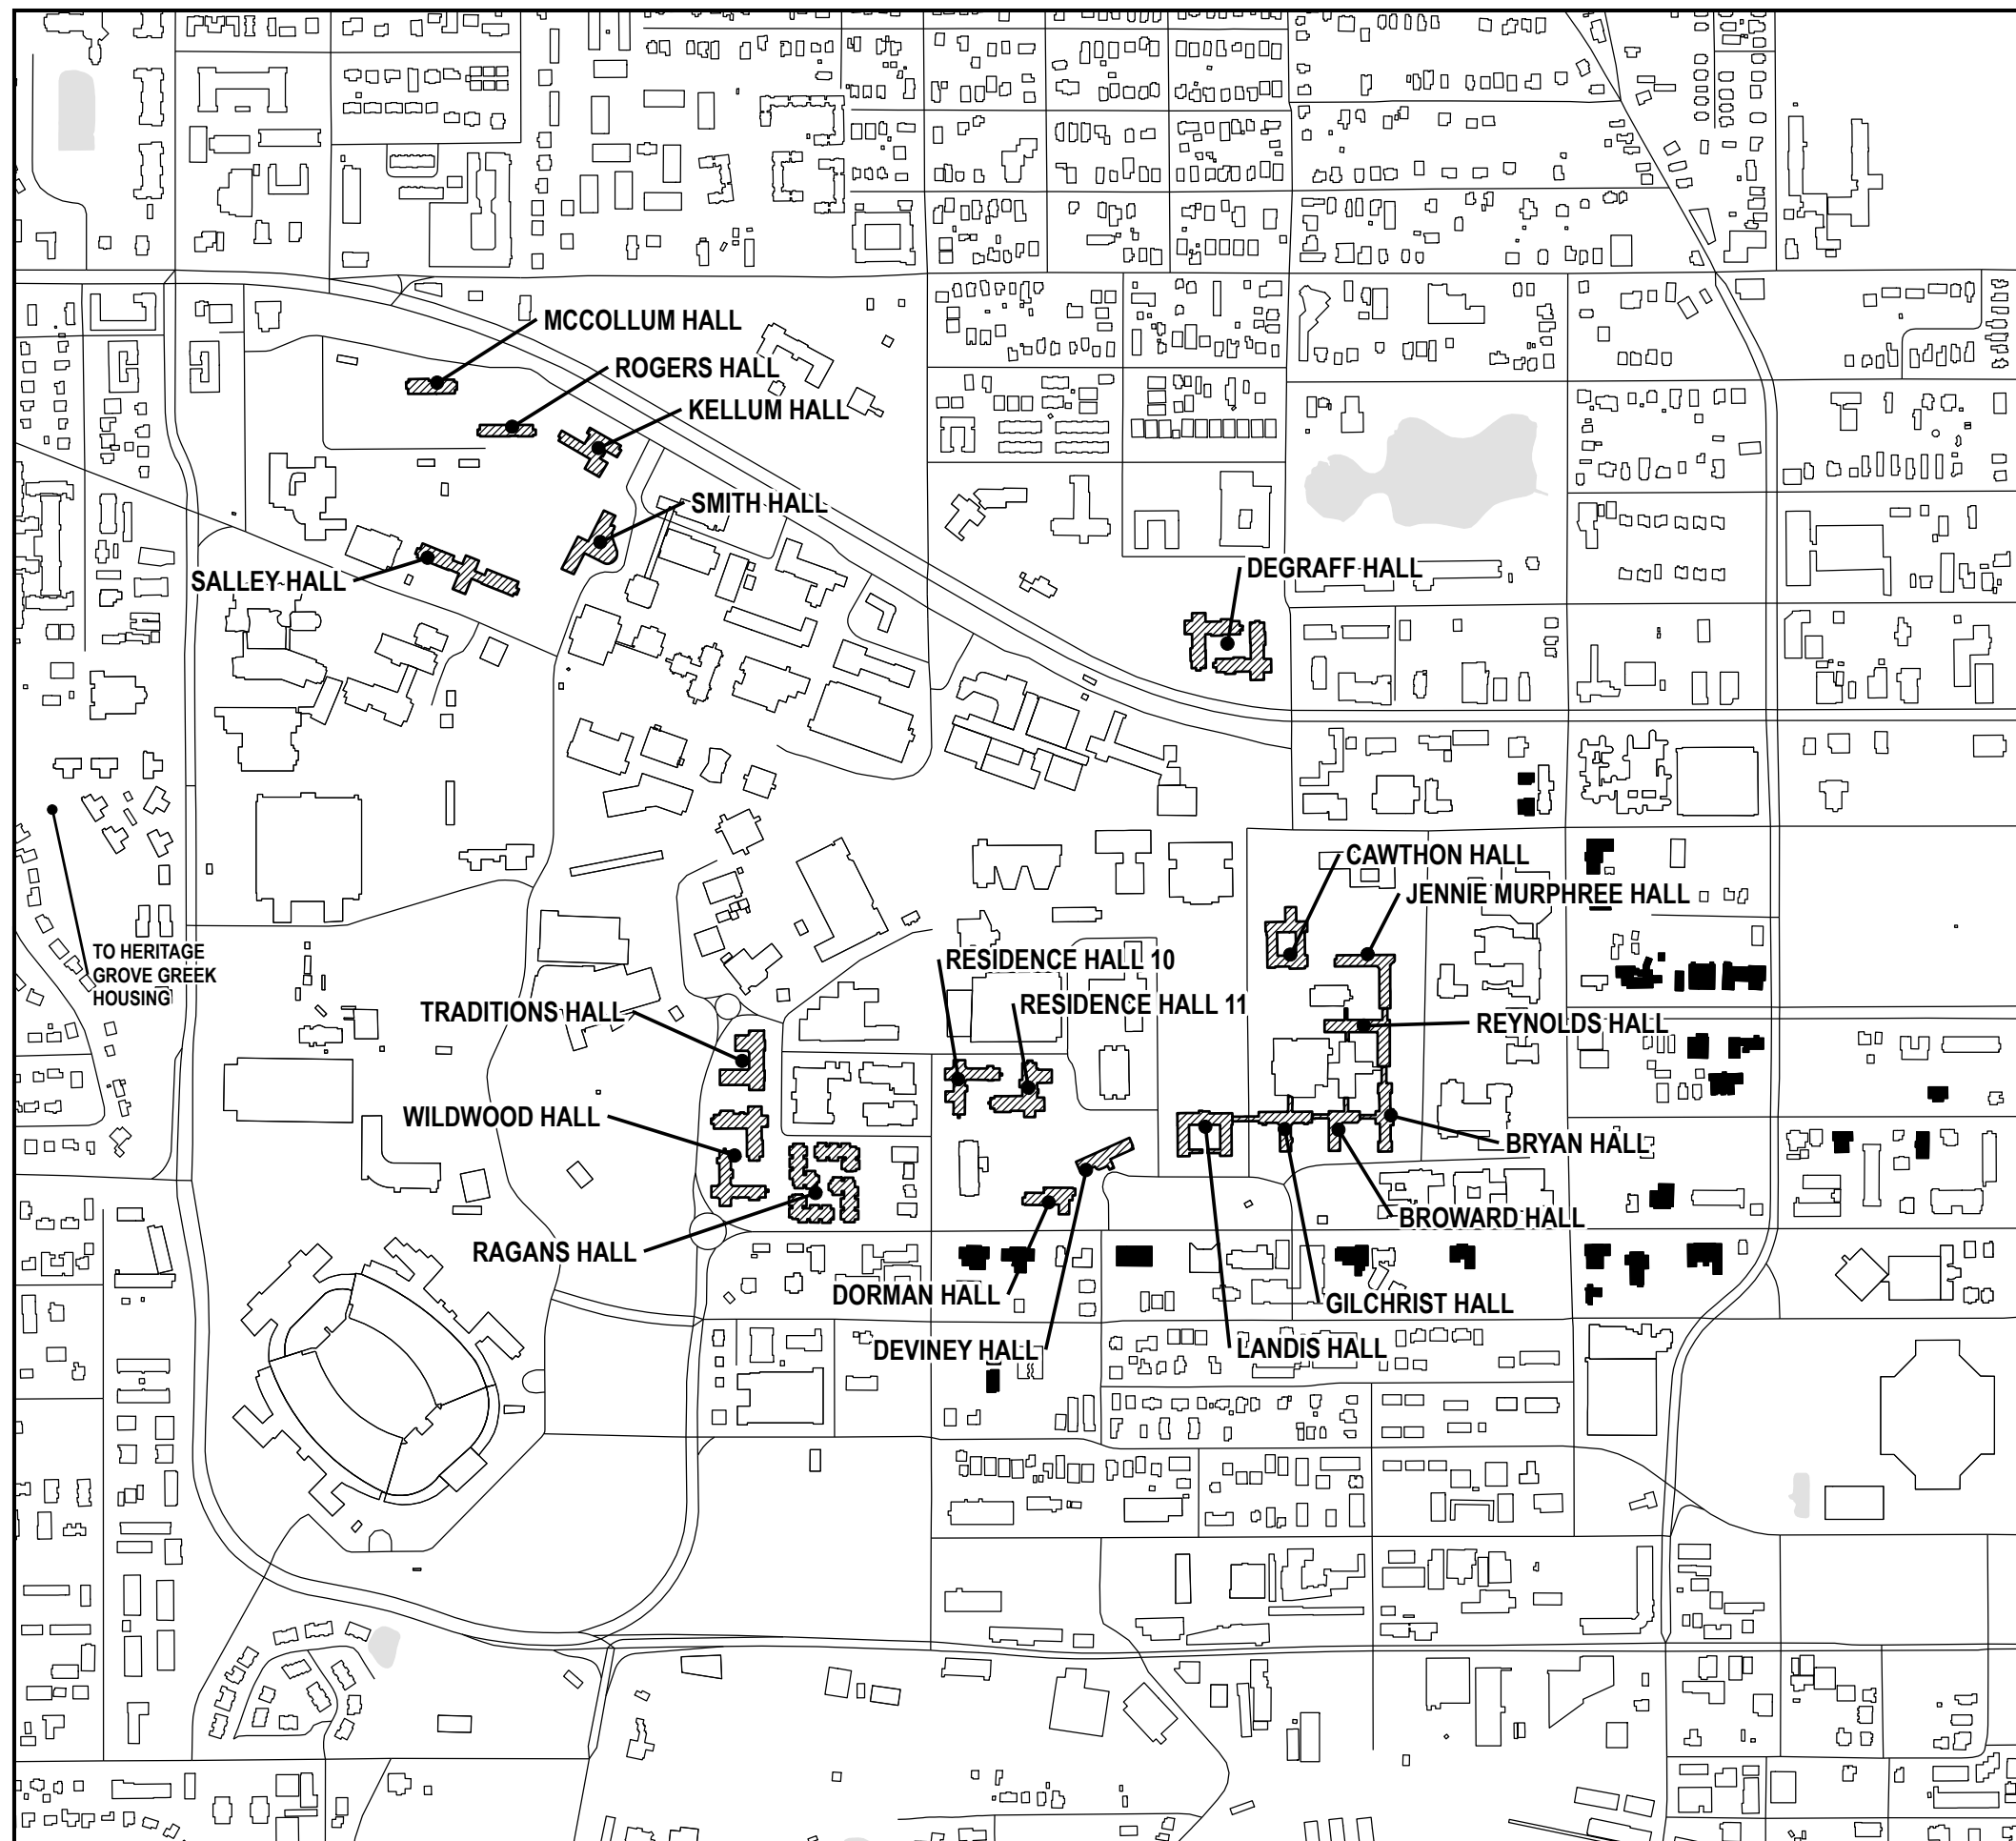 MCCOLLUM HALL
ROGERS HALL
KELLUM HALL
SMITH HALL
DEGRAFF HALL
SALLEY HALL
CAWTHON HALL
JENNIE MURPHREE HALL
TO HERITAGE
GROVE GREEK
HOUSING
RESIDENCE HALL 10
RESIDENCE HALL 11
TRADITIONS HALL
REYNOLDS HALL
WILDWOOD HALL
BRYAN HALL
BROWARD HALL
RAGANS HALL
DORMAN HALL
GILCHRIST HALL
DEVINEY HALL
LANDIS HALL